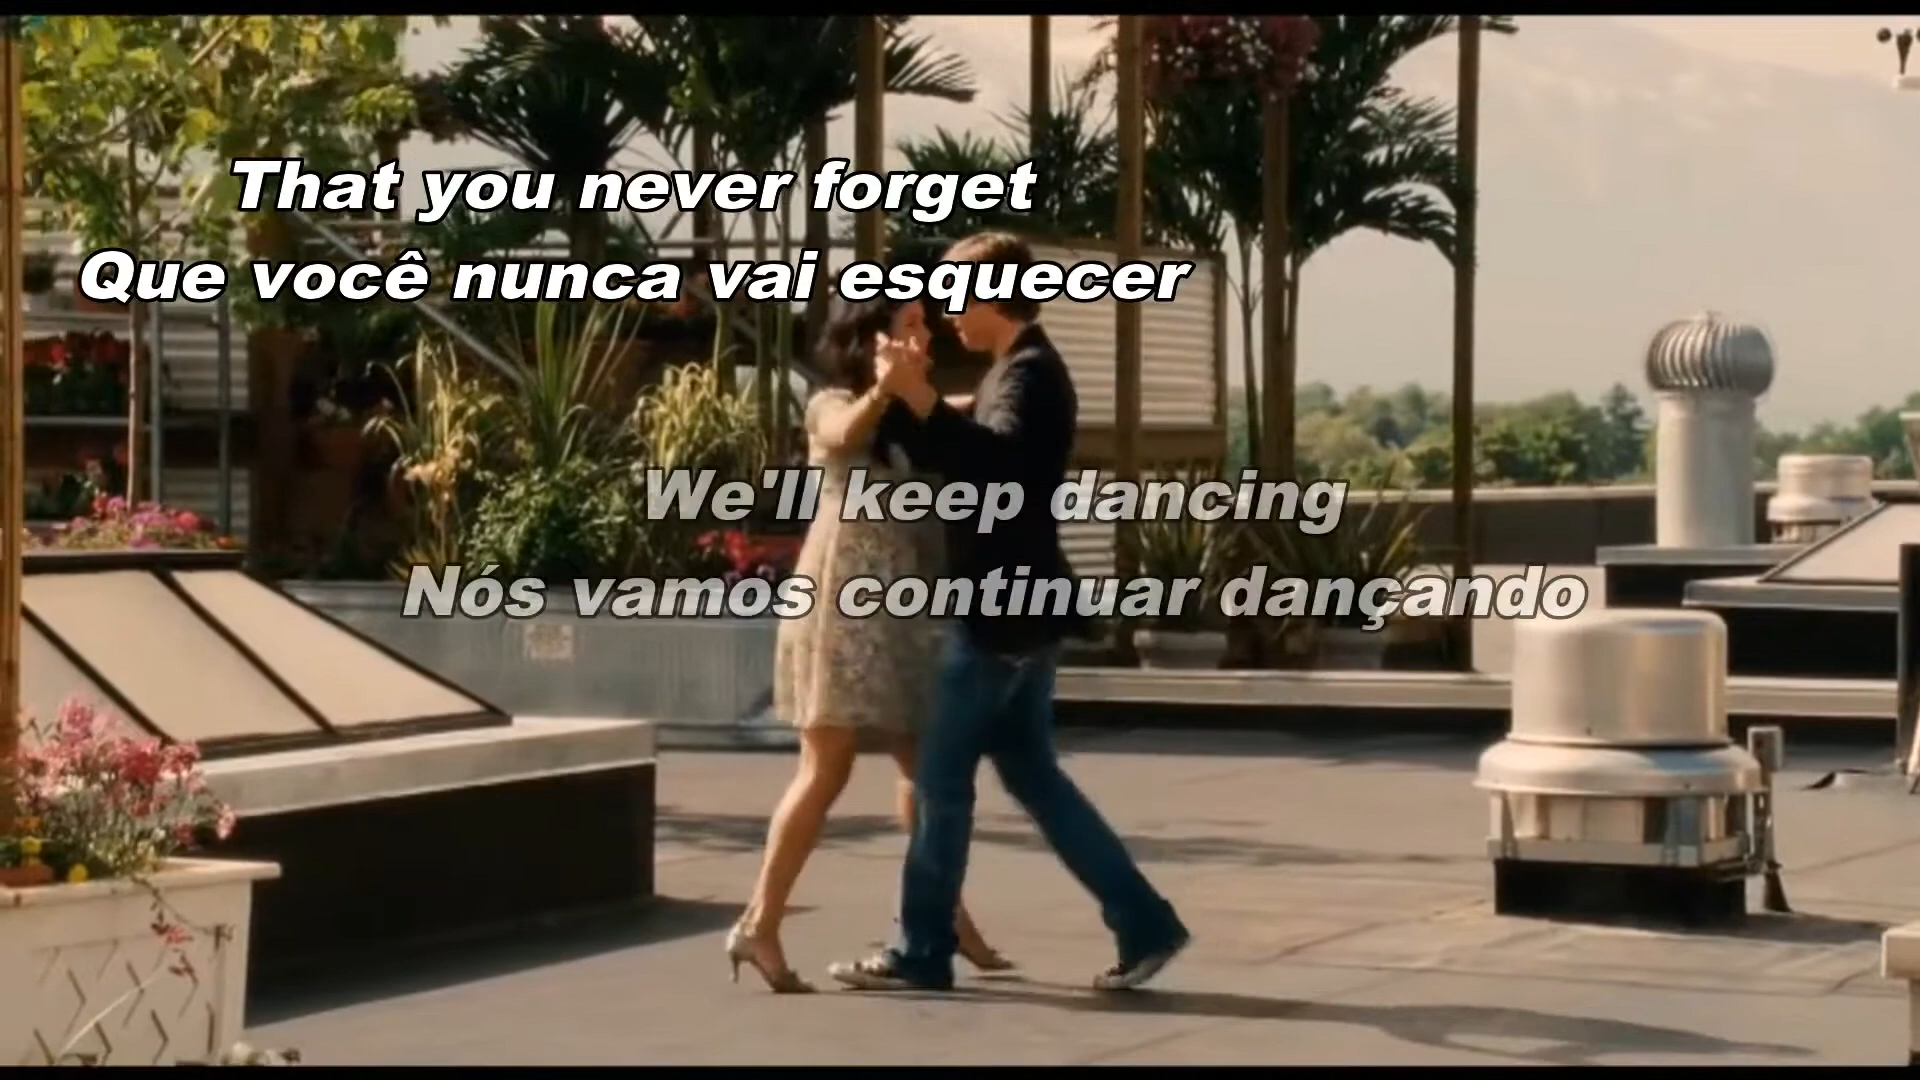 That you never forget
Que você nunca vai esquecer
We'll keep dancing
Nós vamos continuar dançando